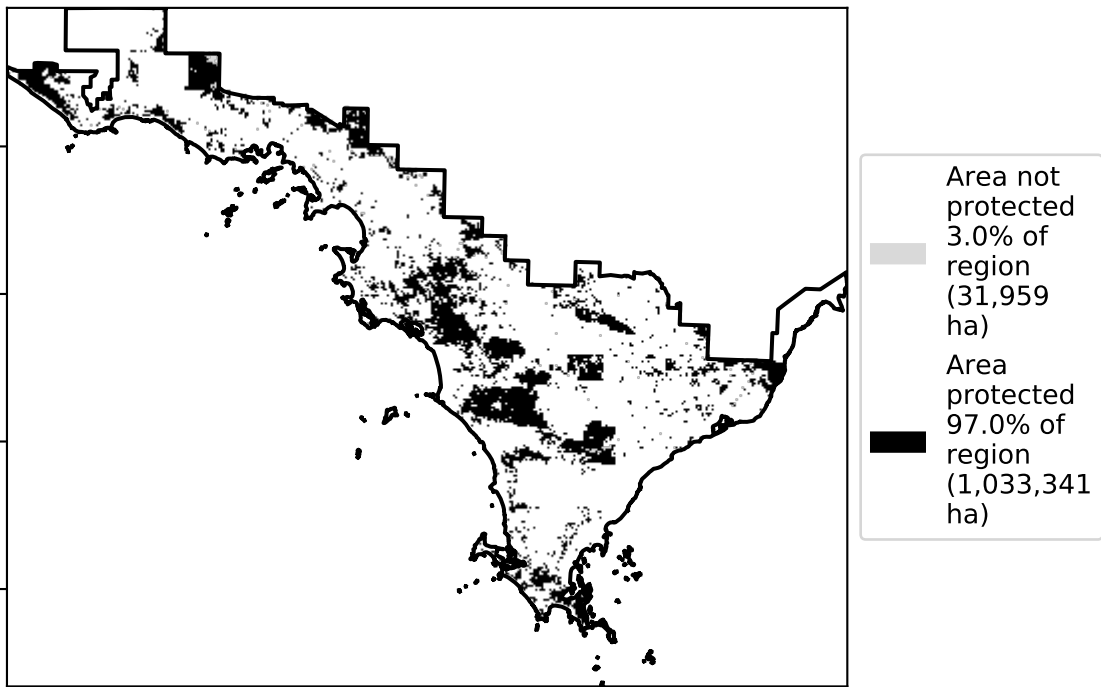 Area not
protected
3.0% of
region
(31,959
ha)
Area
protected
97.0% of
region
(1,033,341
ha)